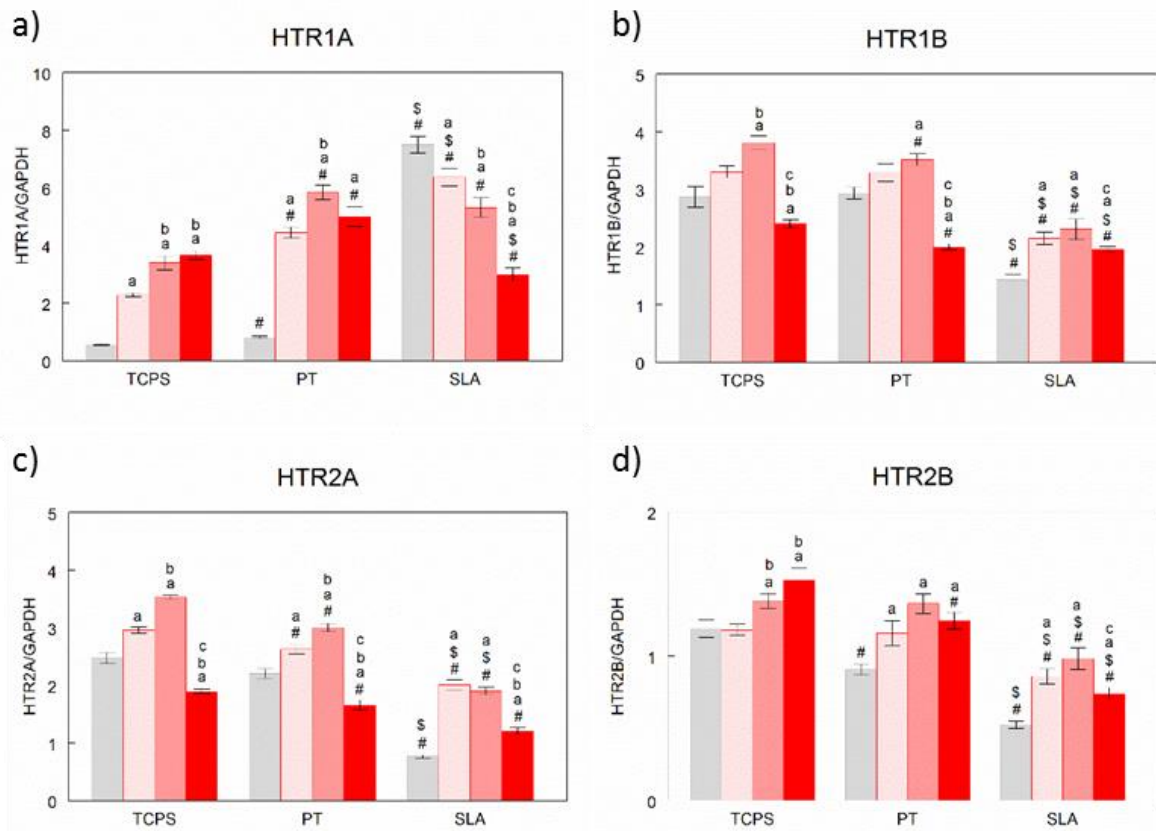 a)
HTR1A
HTR1A/GAPDH
10
8
6
4
2
0
a
b
a
b
a
#
a
#
b
a
#
a
#
$
#
a
$
#
b
a
#
c
b
a
$
#
TCPS PT SLA
b)
HTR1B
HTR1B/GAPDH
5
4
3
2
1
0
b
a
c
b
a
a
#
c
b
a
#
$
#
a
$
#
a
$
#
c
a
$
#
TCPS PT SLA
c)
HTR2A
HTR2A/GAPDH
5
4
3
2
1
0
a
b
a
c
b
a
a
#
b
a
#
c
b
a
#
$
#
a
$
#
a
$
#
c
b
a
#
TCPS PT SLA
d)
HTR2B
HTR2B/GAPDH
2
1
0
b
a
b
a
#
a
a
a
#
$
#
a
$
#
a
$
#
c
a
$
#
TCPS PT SLA